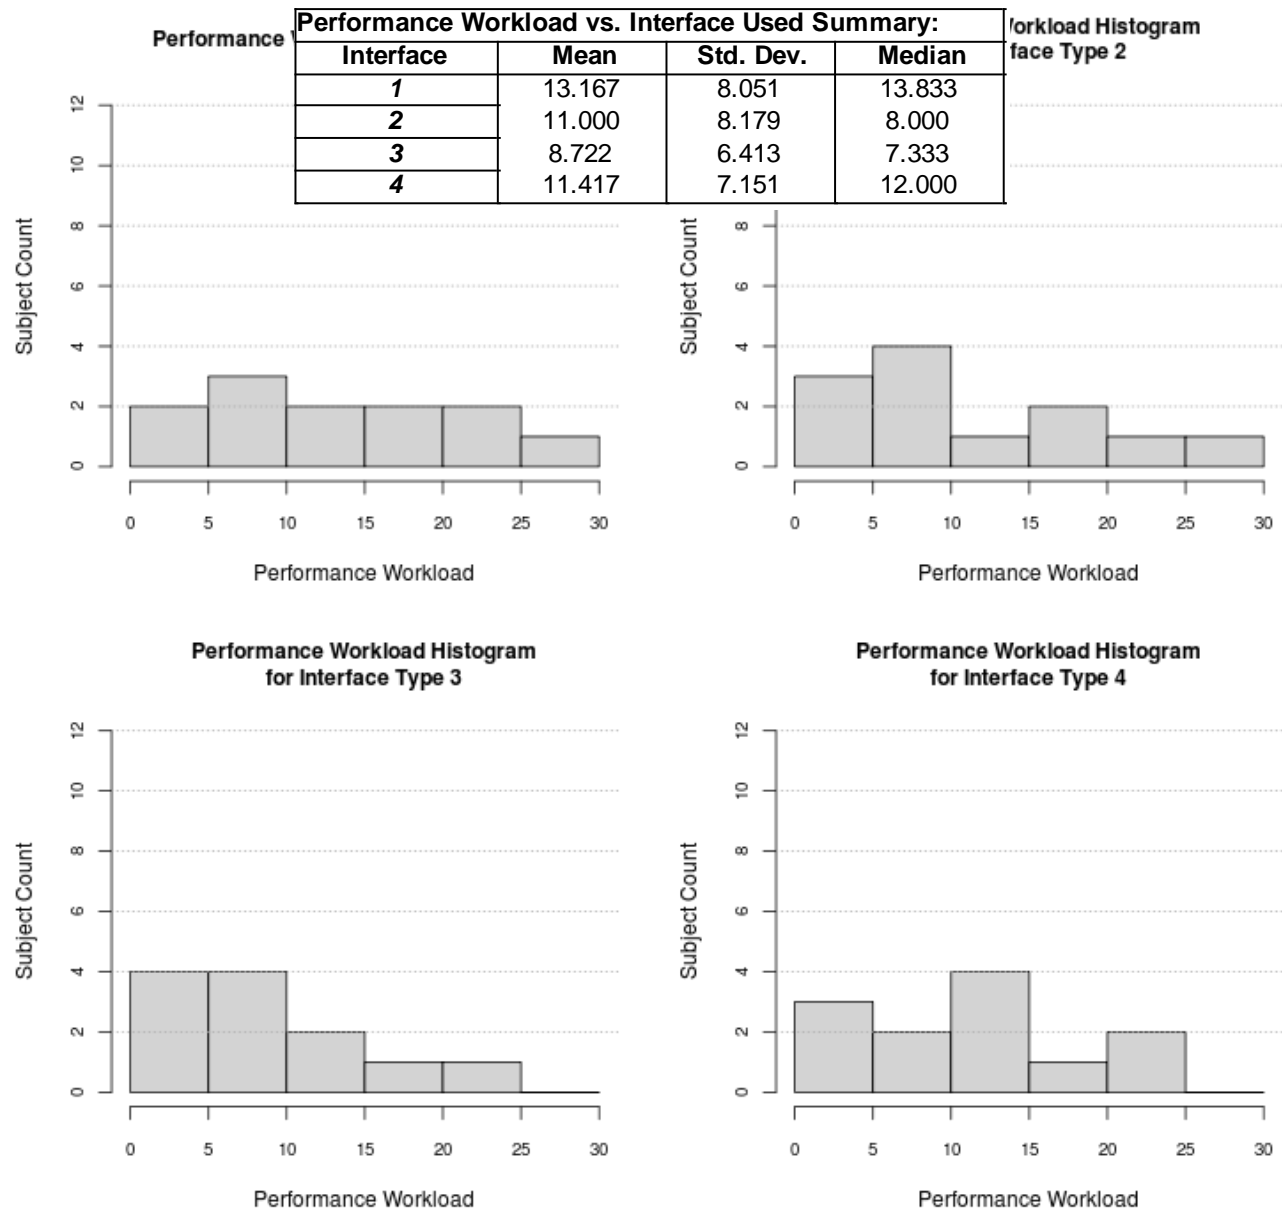 Performance Workload vs. Interface Used Summary:
Interface Mean Std. Dev. Median
1 13.167 8.051 13.833
2 11.000 8.179 8.000
3 8.722 6.413 7.333
4 11.417 7.151 12.000
Performance
Histogram
Type 2
12
10
8
6
4
2
0
Subject Count
0 5 10 15 20 25 30
Performance Workload
8
6
4
2
0
Subject Count
0 5 10 15 20 25 30
Performance Workload
Performance Workload Histogram
for Interface Type 3
12
10
8
6
4
2
0
Subject Count
0 5 10 15 20 25 30
Performance Workload
Performance Workload Histogram
for Interface Type 4
12
10
8
6
4
2
0
Subject Count
0 5 10 15 20 25 30
Performance Workload